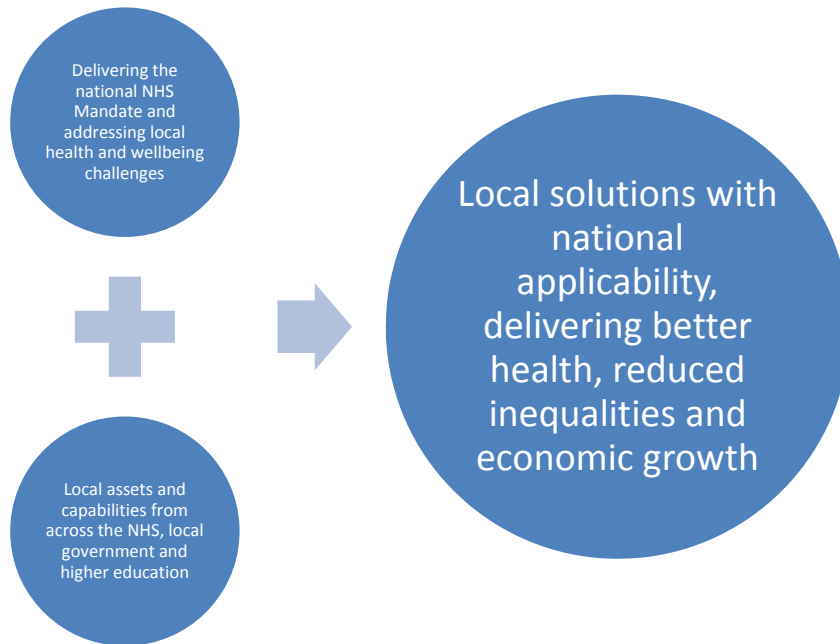 Delivering the
national NHS
Mandate and
addressing local
health and wellbeing
challenges
Local assets and
capabilities from
across the NHS, local
government and
higher education
Local solutions with
national
applicability,
delivering better
health, reduced
inequalities and
economic growth